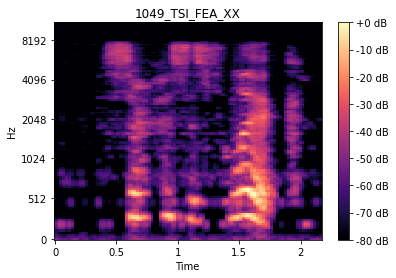 1049_TSI_FEA_XX
+0 dB
8192
-10 dB
4096
-20 dB
-30 dB
2048
Hz
-40 dB
1024
-50 dB
-60 dB
512
-70 dB
0
-80 dB
0 0.5 1 1.5 2
Time